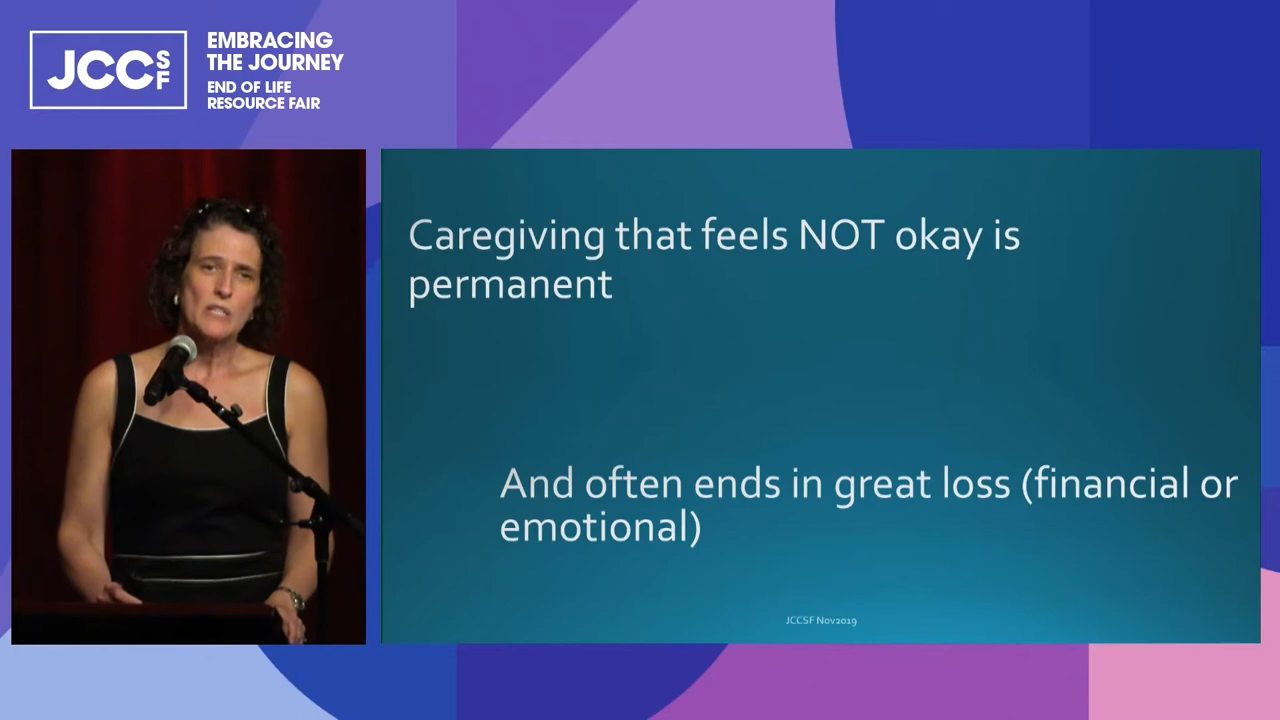 JCCSF
EMBRACING
THE JOURNEY
END OF LIFE
RESOURCE FAIR
Caregiving that feels NOT okay is
permanent
And often ends in great loss (financial or
emotional)
JCCSF Nov2019